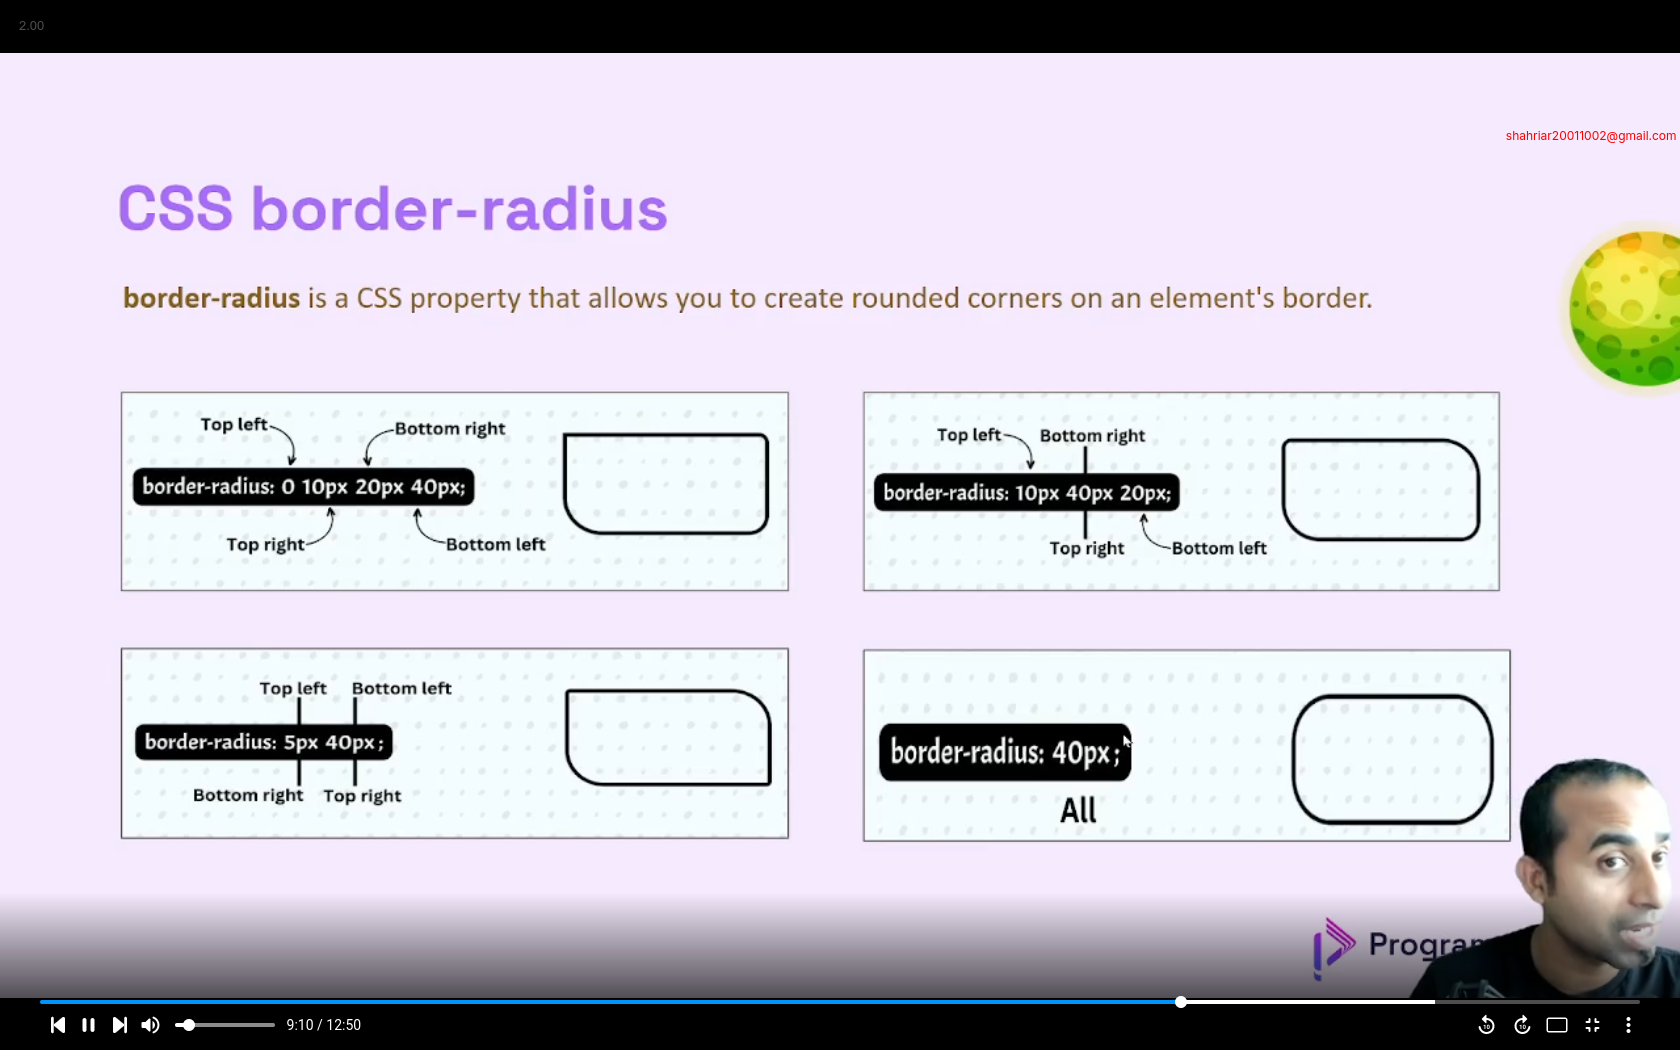 2.00
shahriar20011002@gmail.com
CSS border-radius
border-radius is a CSS property that allows you to create rounded corners on an element's border.
Top left
Bottom right
border-radius: 0 10px 20px 40px;
Top right
Bottom left
Top left
Bottom right
border-radius: 10px 40px 20px;
Top right
Bottom left
Top left
Bottom left
border-radius: 5px 40px;
Bottom right
Top right
border-radius: 40px;
All
9:10 / 12:50
10
10